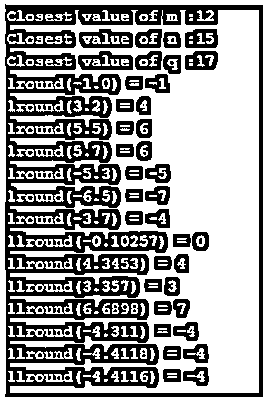 Closest value of m :12
Closest value of n :15
Closest value of q :17
lround(-1.0) = -1
lround(3.2) = 4
lround(5.5) = 6
lround(5.7) = 6
lround(-5.3) = -5
lround(-6.5) = -7
lround(-3.7) = -4
llround(-0.10257) = 0
llround(4.3453) = 4
llround(3.357) = 3
llround(6.6898) = 7
llround(-4.311) = -4
llround(-4.4118) = -4
llround(-4.4116) = -4